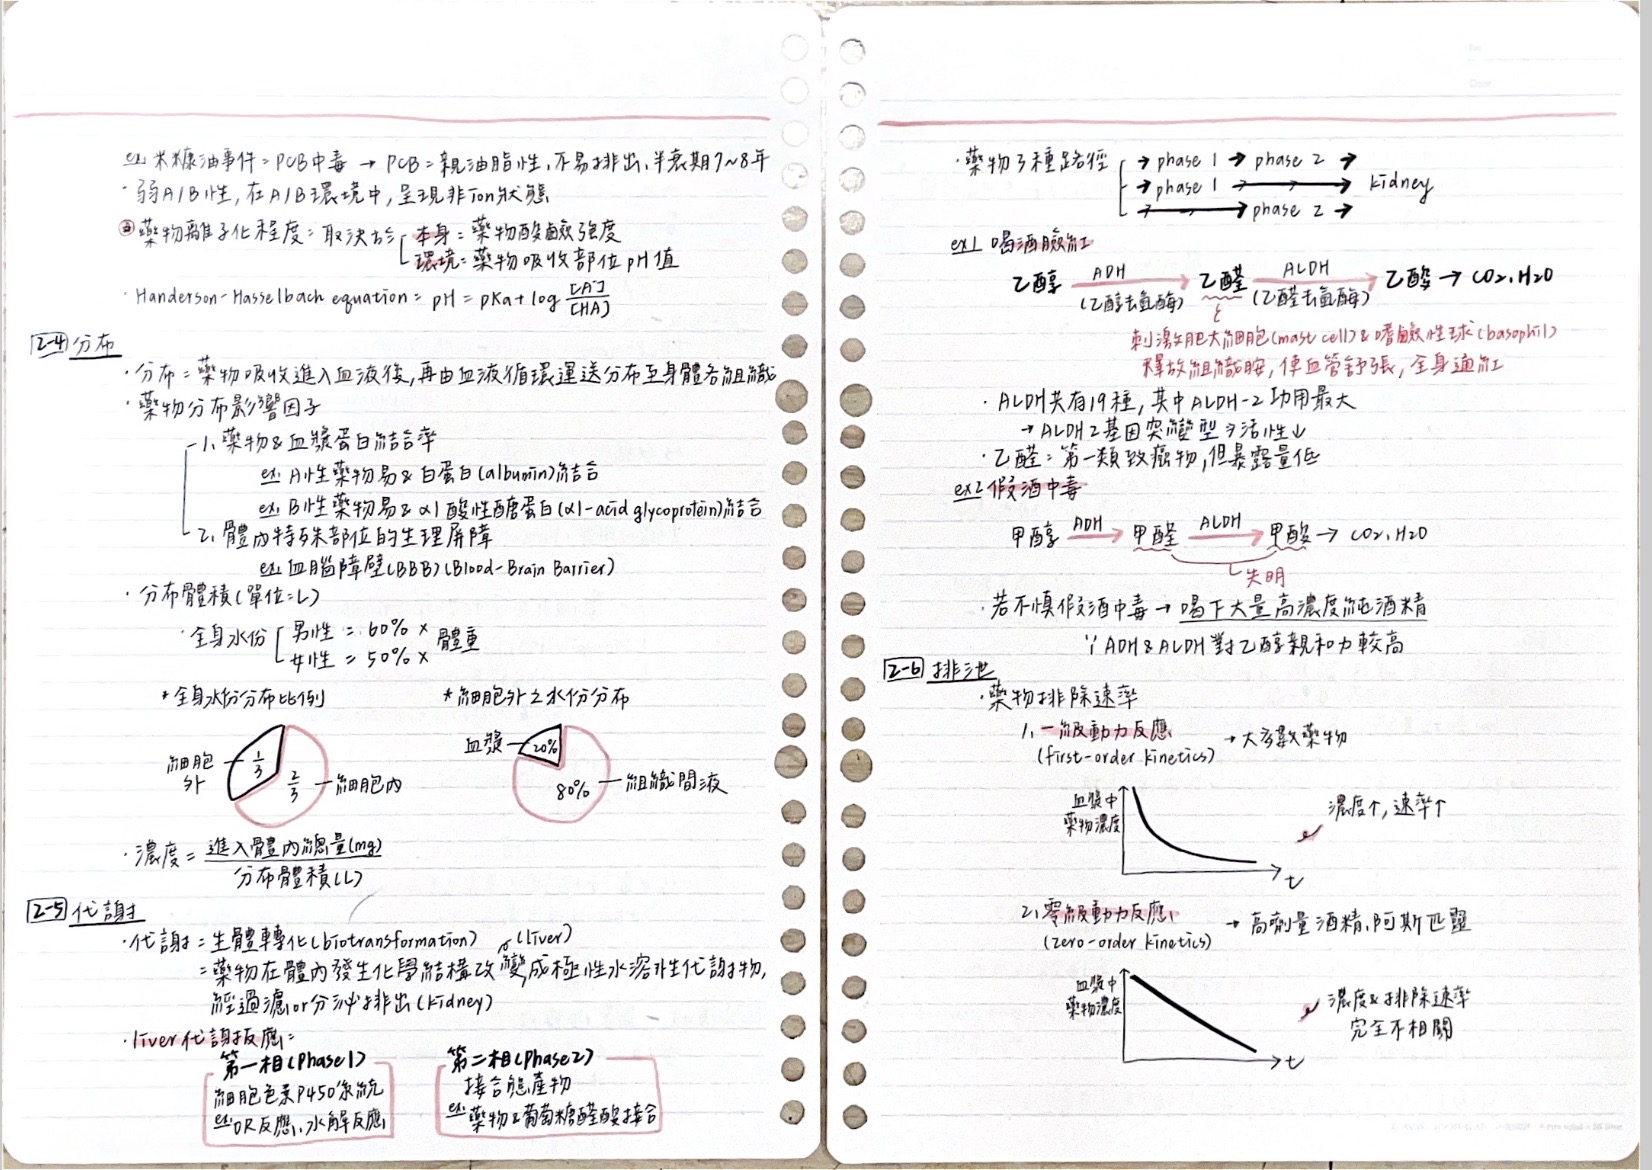 ex. 米糠油事件=PCB中毒 → PCB=親油脂性,不易排出,半衰期7~8年
·弱A/B性,在A/B環境中,呈現非Ion狀態
藥物離子化程度:取決於
本身:藥物酸鹼強度
環境:藥物吸收部位pH值
·Handerson-Hasselbach equation = pH = pKa + log [A⁻]/[HA]
2-4 分布
·分布=藥物吸收進入血液後,再由血液循環運送分布至身體各組織
·藥物分布影響因子
1. 藥物&血漿蛋白結合率
ex. A性藥物易&白蛋白(albumin)結合
ex. B性藥物易&α1酸性醣蛋白(α1-acid glycoprotein)結合
2. 體內特殊部位的生理屏障
ex. 血腦障壁(BBB)(Blood-Brain Barrier)
·分布體積(單位:L)
·全身水份
男性 = 60% ×
女性 = 50% ×
體重
*全身水份分布比例
*細胞外之水份分布
細胞外
1/3
2/3
細胞內
血漿
20%
80%
組織間液
·濃度= 進入體內總量(mg)
分布體積(L)
2-5 代謝
·代謝=生體轉化(biotransformation) (liver)
=藥物在體內發生化學結構改變,成極性水溶性代謝物,
經過濾or分泌排出(kidney)
·liver代謝反應:
第一相(Phase1)
細胞色素P450系統
ex. OR反應、水解反應
第二相(Phase2)
接合態產物
ex. 藥物&葡萄糖醛酸接合
·藥物3種路徑
→ phase 1 → phase 2 →
→ phase 1 → →
→ phase 2 →
kidney
ex1 喝酒臉紅
乙醇 ADH → 乙醛 ALDH → 乙酸 → CO2、H2O
(乙醇去氫酶) (乙醛去氫酶)
刺激肥大細胞(mast cell)&嗜鹼性球(basophil)
釋放組織胺,使血管舒張,全身通紅
·ALDH共有19種,其中ALDH-2功用最大
→ALDH2基因突變型⇒活性↓
·乙醛:第一類致癌物,但暴露量低
ex2 假酒中毒
甲醇 ADH → 甲醛 ALDH → 甲酸 → CO2、H2O
失明
·若不慎假酒中毒→喝下大量高濃度純酒精
∵ADH&ALDH對乙醇親和力較高
2-6 排泄
·藥物排除速率
1. 一級動力反應
(first-order kinetics)
→大多數藥物
血漿中
藥物濃度
t
濃度↑,速率↑
2. 零級動力反應
(zero-order kinetics)
→高劑量酒精、阿斯匹靈
血漿中
藥物濃度
t
濃度&排除速率
完全不相關